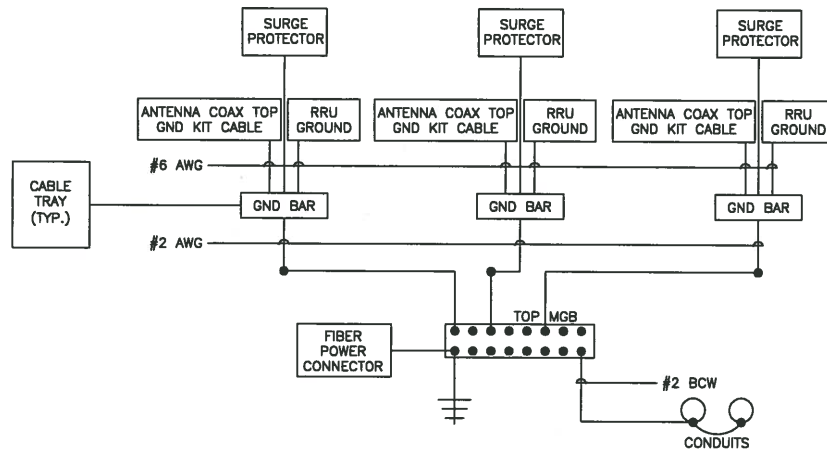 SURGE
PROTECTOR
SURGE
PROTECTOR
SURGE
PROTECTOR
ANTENNA COAX TOP
GND KIT CABLE
RRU
GROUND
ANTENNA COAX TOP
GND KIT CABLE
RRU
GROUND
ANTENNA COAX TOP
GND KIT CABLE
RRU
GROUND
#6 AWG
CABLE
TRAY
(TYP.)
GND BAR
GND BAR
GND BAR
#2 AWG
TOP MGB
FIBER
POWER
CONNECTOR
#2 BCW
CONDUITS